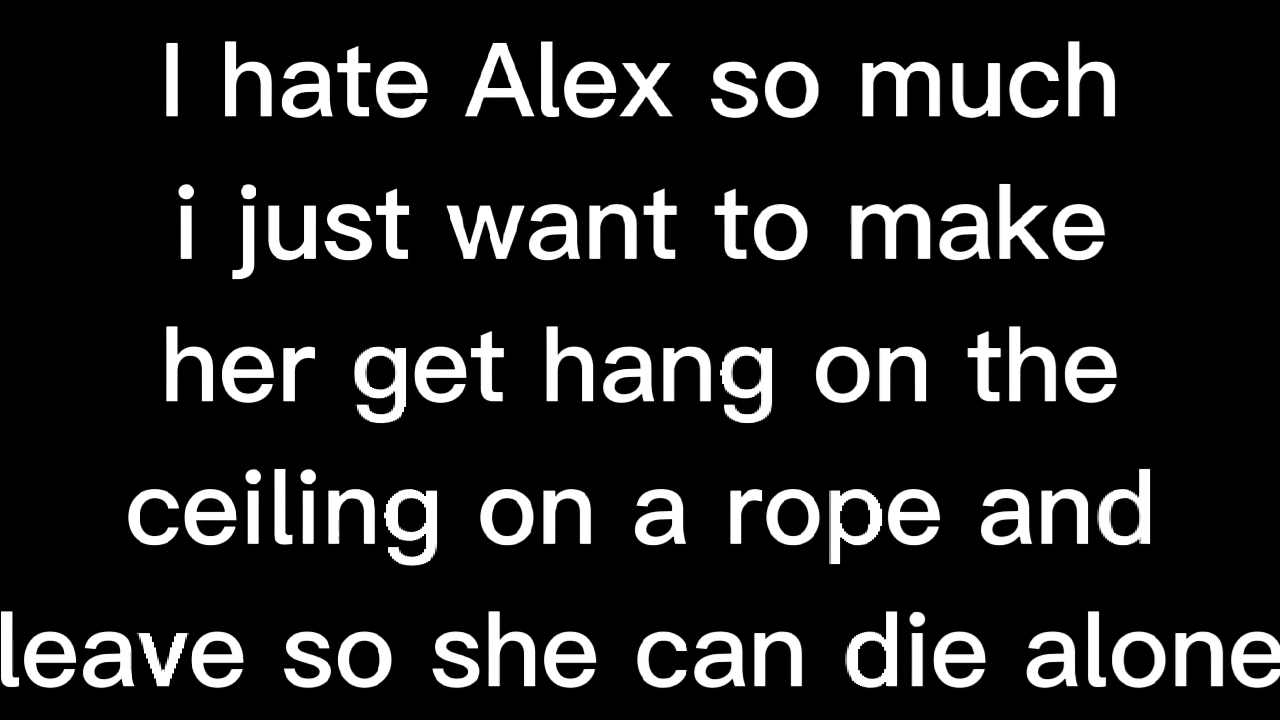 I hate Alex so much
i just want to make
her get hang on the
ceiling on a rope and
leave so she can die alone